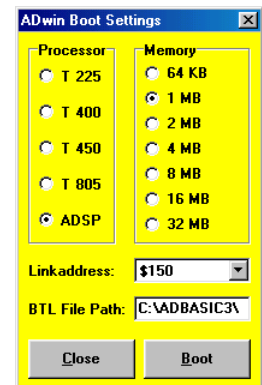 ADwin Boot Settings
Processor
T 225
T 400
T 450
T 805
ADSP
Memory
64 KB
1 MB
2 MB
4 MB
8 MB
16 MB
32 MB
Linkaddress: $150
BTL File Path: C:\ADBASIC3\
Close Boot